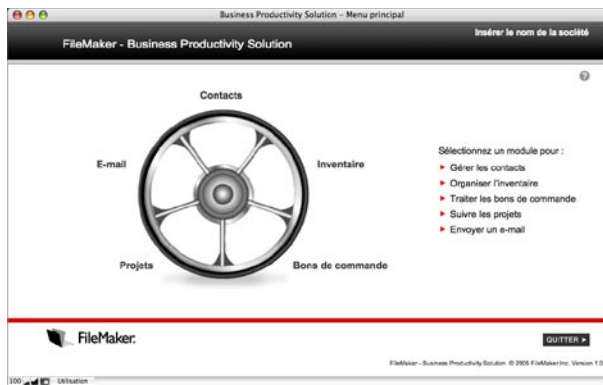 Business Productivity Solution - Menu principal
FileMaker - Business Productivity Solution
Insérer le nom de la société
?
Contacts
E-mail
Inventaire
Projets
Bons de commande
Sélectionnez un module pour :
Gérer les contacts
Organiser l'inventaire
Traiter les bons de commande
Suivre les projets
Envoyer un e-mail
FileMaker.
QUITTER
FileMaker - Business Productivity Solution © 2005 FileMaker Inc. Version 1.0
100 Utilisation